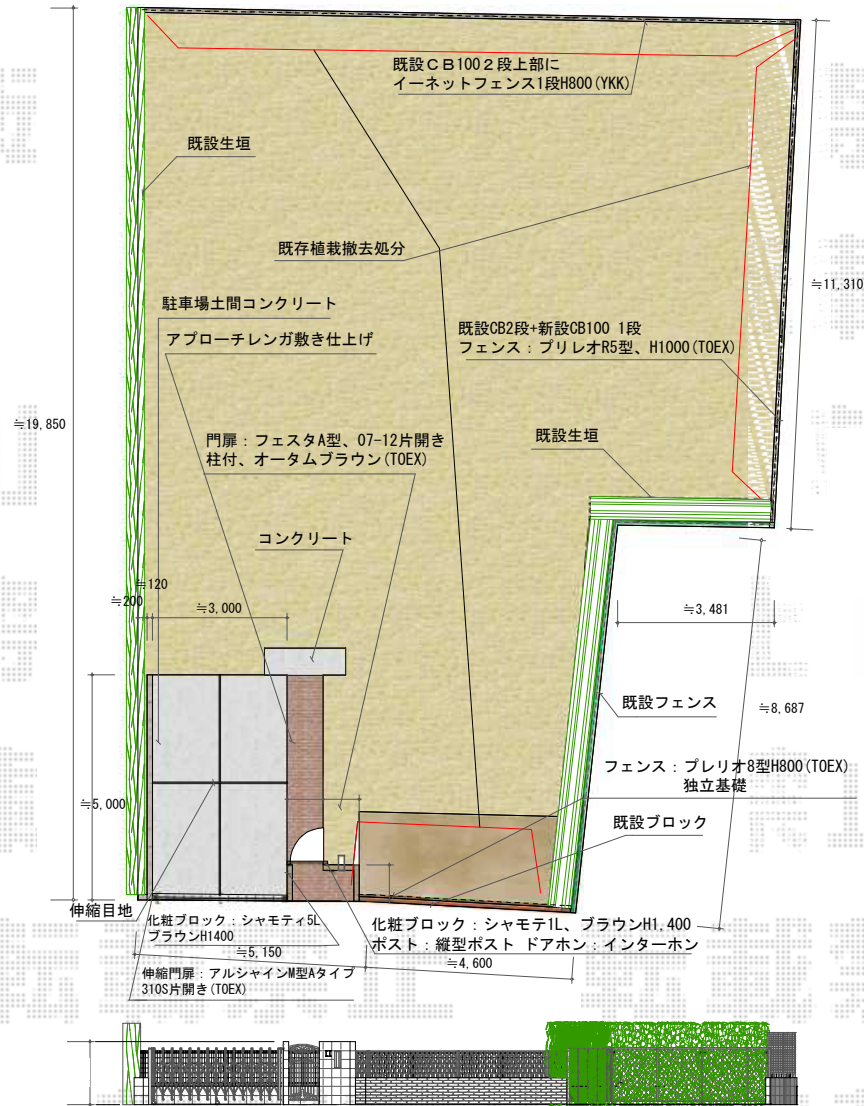 既設ＣＢ100２段上部に
イーネットフェンス1段H800(YKK)
既設生垣
既存植栽撤去処分
≒11,310
駐車場土間コンクリート
アプローチレンガ敷き仕上げ
既設CB2段+新設CB100 1段
フェンス：プリレオR5型、H1000(TOEX)
≒19,850
門扉：フェスタA型、07-12片開き
柱付、オータムブラウン(TOEX)
既設生垣
コンクリート
≒120
≒200
≒3,000
≒3,481
既設フェンス
≒8,687
フェンス：プレリオ8型H800(TOEX)
独立基礎
≒5,000
既設ブロック
伸縮目地
化粧ブロック：シャモティ5L
ブラウンH1400
化粧ブロック：シャモテ1L、ブラウンH1,400
ポスト：縦型ポスト ドアホン：インターホン
≒5,150
≒4,600
伸縮門扉：アルシャインM型Aタイプ
310S片開き(TOEX)